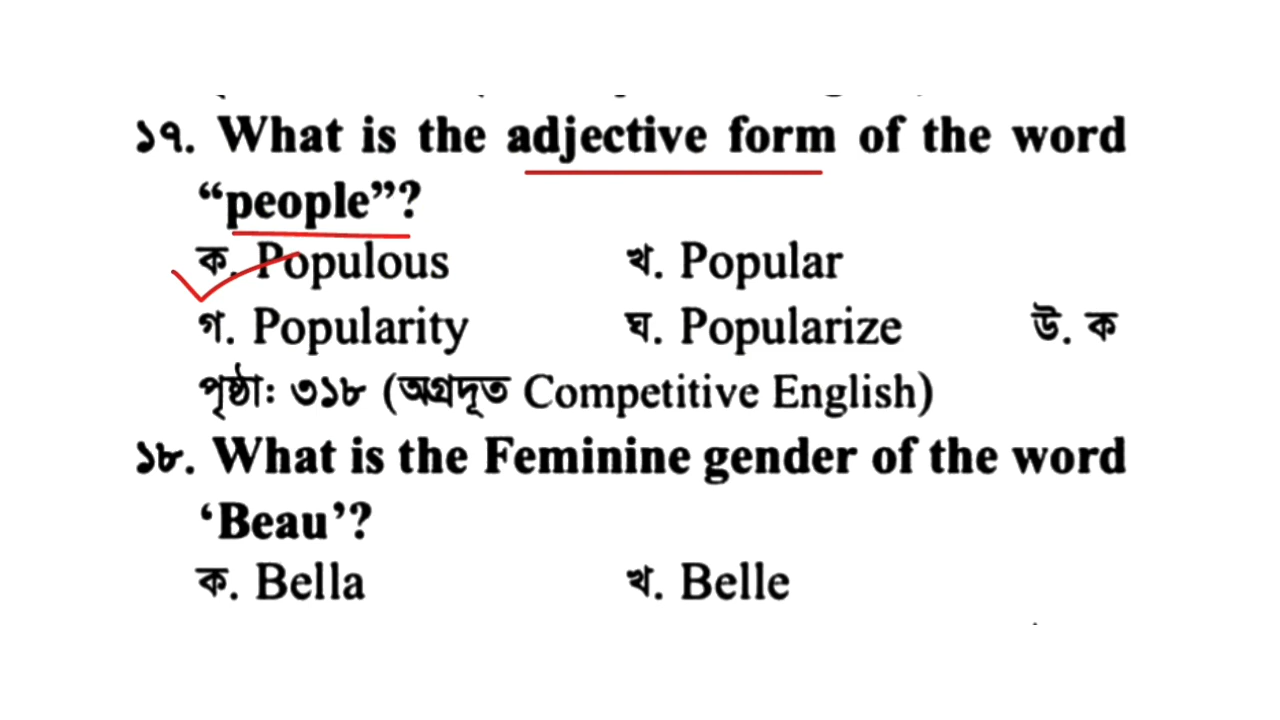 ১৭. What is the adjective form of the word
“people”?
ক. Populous খ. Popular
গ. Popularity ঘ. Popularize উ. ক
পৃষ্ঠা: ৩১৮ (অগ্রদূত Competitive English)
১৮. What is the Feminine gender of the word
‘Beau’?
ক. Bella খ. Belle